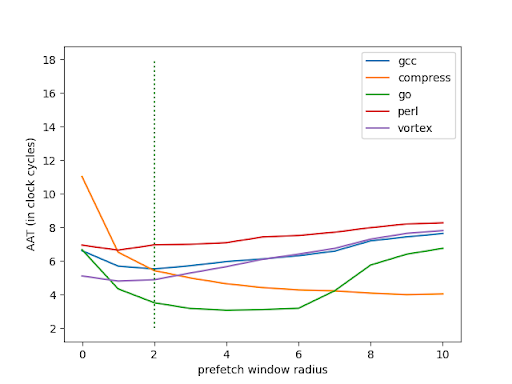 18
16
14
12
10
8
6
4
2
AAT (in clock cycles)
gcc
compress
go
perl
vortex
0 2 4 6 8 10
prefetch window radius